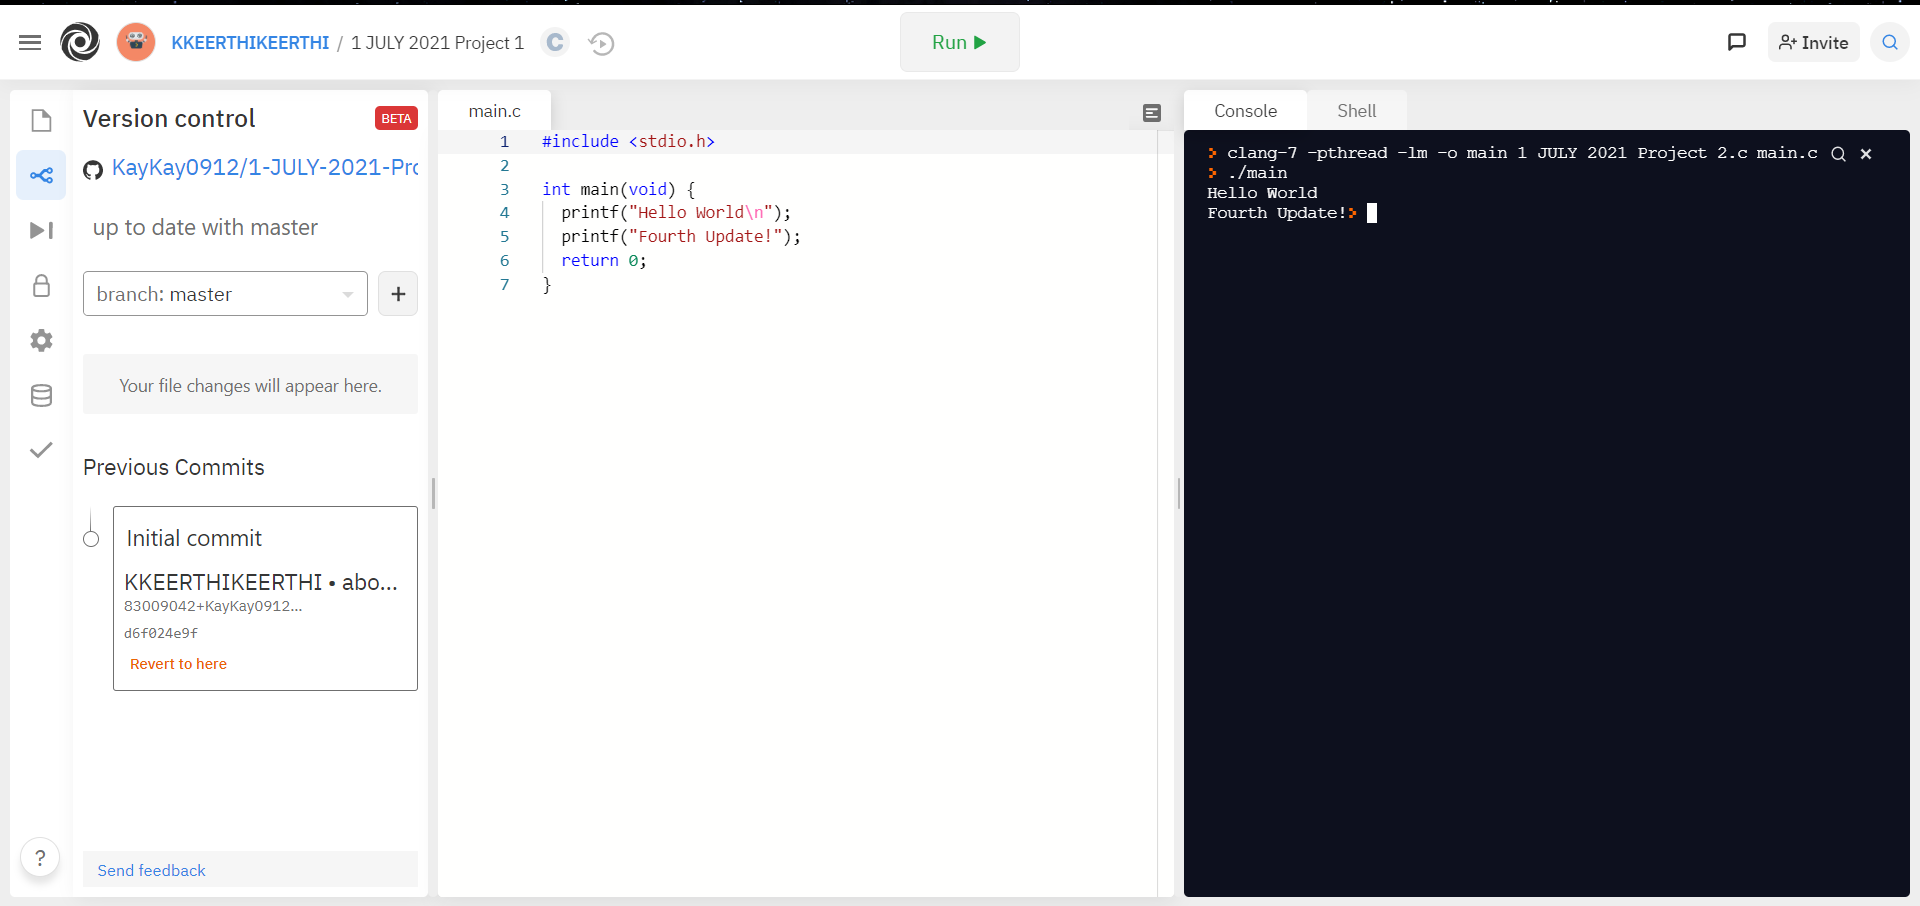 KKEERTHIKEERTHI / 1 JULY 2021 Project 1 C
Run
Invite
Version control BETA
KayKay0912/1-JULY-2021-Pro
up to date with master
branch: master +
Your file changes will appear here.
Previous Commits
Initial commit
KKEERTHIKEERTHI • abo...
83009042+KayKay0912...
d6f024e9f
Revert to here
?
Send feedback
main.c
1 #include <stdio.h>
2
3 int main(void) {
4 printf("Hello World\n");
5 printf("Fourth Update!");
6 return 0;
7 }
Console Shell
> clang-7 -pthread -lm -o main 1 JULY 2021 Project 2.c main.c
> ./main
Hello World
Fourth Update!>